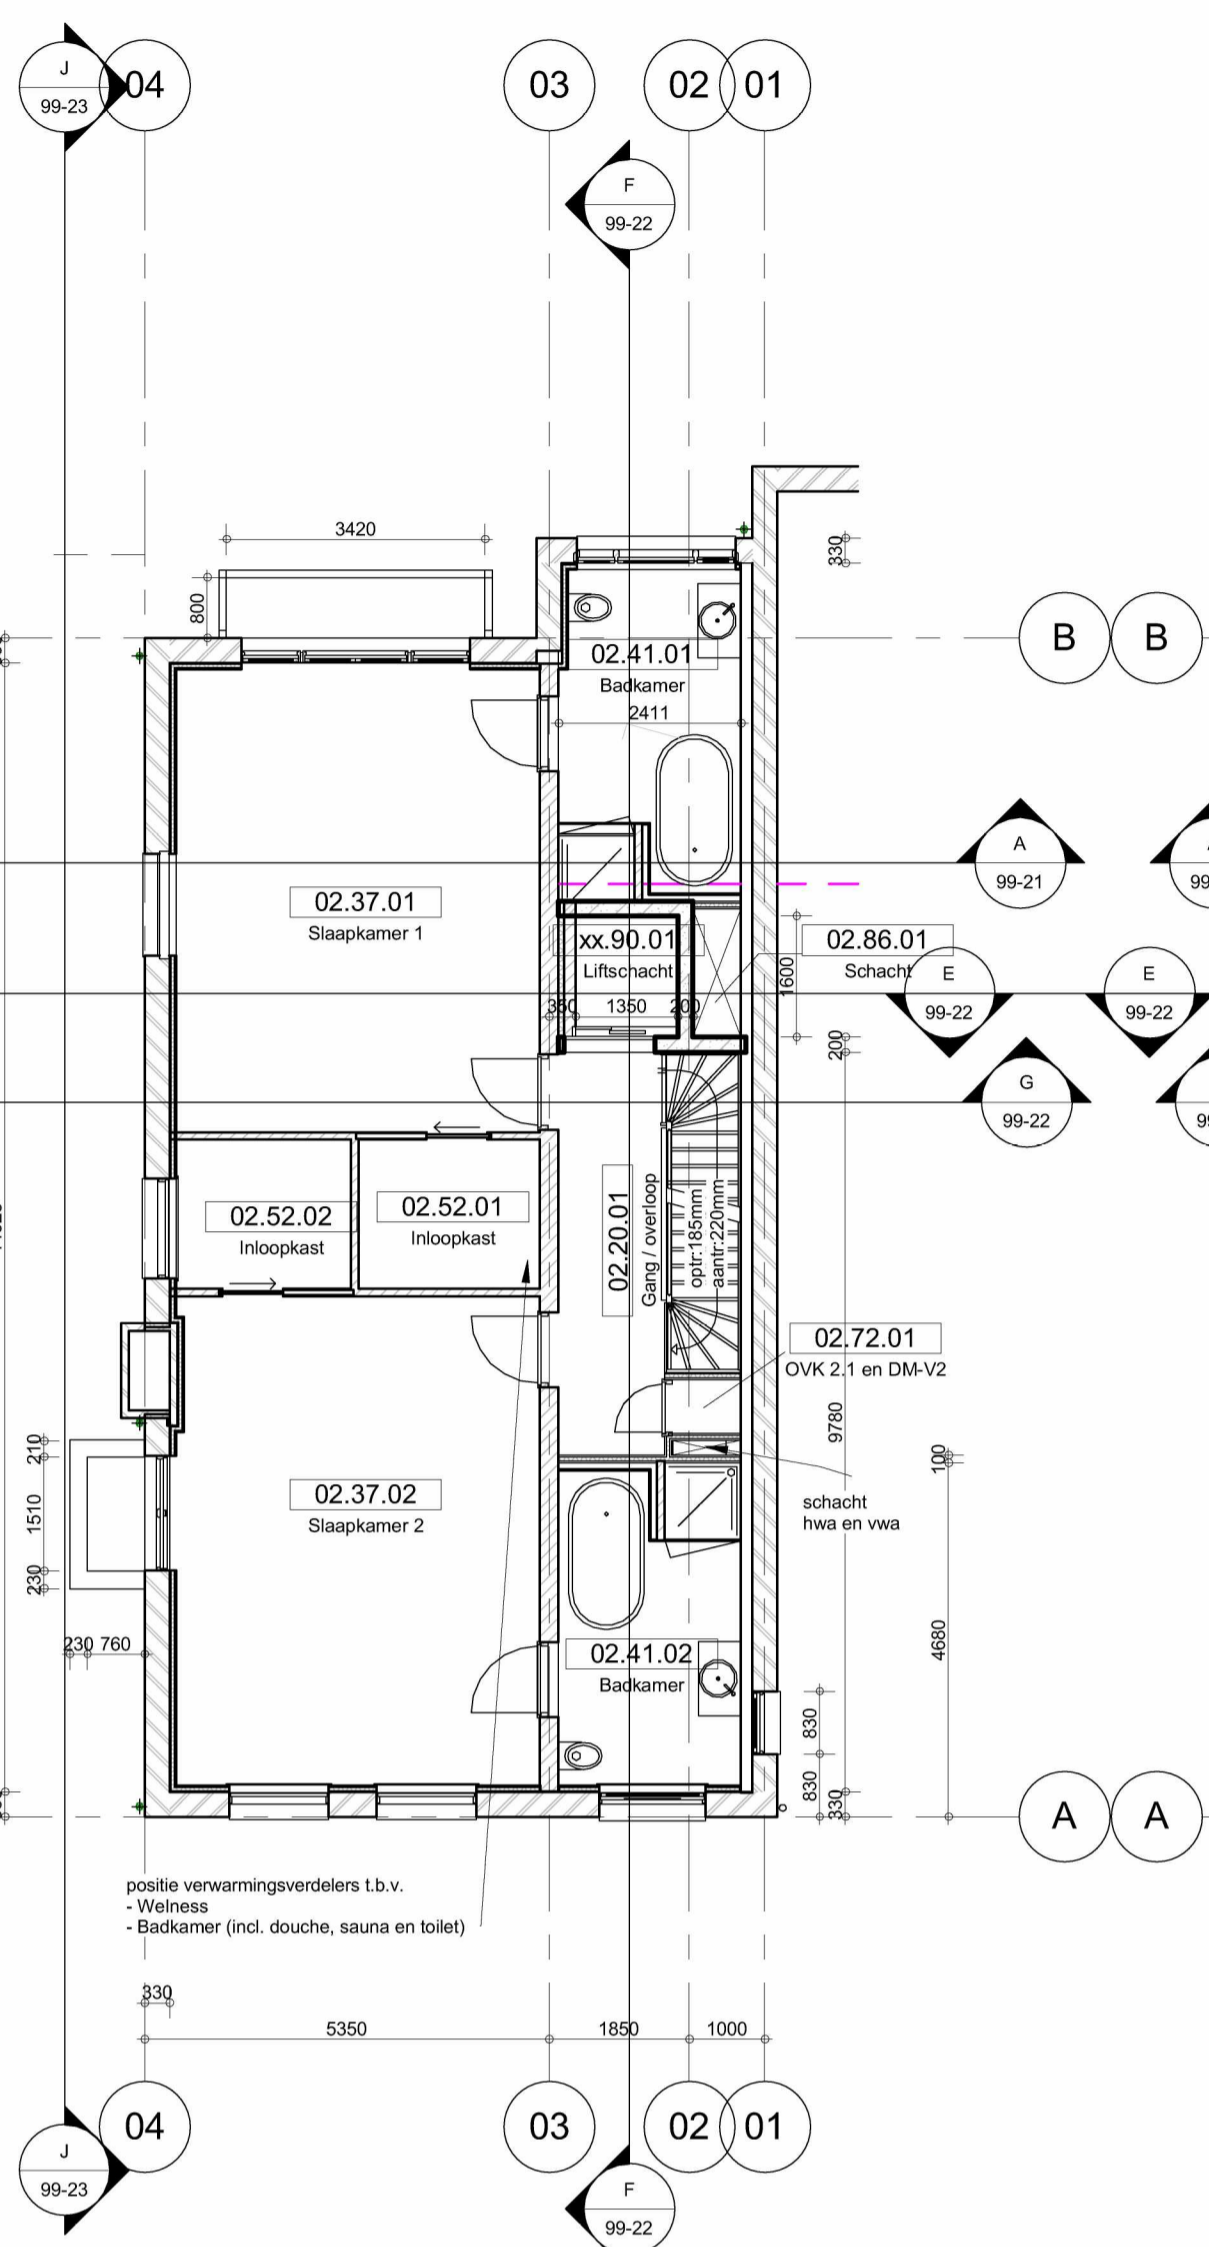 J
99-23
04
03
02
01
F
99-22
3420
800
330
B
B
02.41.01
Badkamer
2411
A
99-21
99
02.37.01
Slaapkamer 1
xx.90.01
Liftschacht
02.86.01
Schacht
1600
E
99-22
E
99-22
350
1350
200
200
G
99-22
99
02.52.02
Inloopkast
02.52.01
Inloopkast
02.20.01
Gang / overloop
optr:185mm
aantr:220mm
02.72.01
OVK 2.1 en DM-V2
9780
210
1510
230
100
02.37.02
Slaapkamer 2
schacht
hwa en vwa
230
760
4680
02.41.02
Badkamer
830
830
330
A
A
positie verwarmingsverdelers t.b.v.
- Welness
- Badkamer (incl. douche, sauna en toilet)
330
5350
1850
1000
04
03
02
01
J
99-23
F
99-22